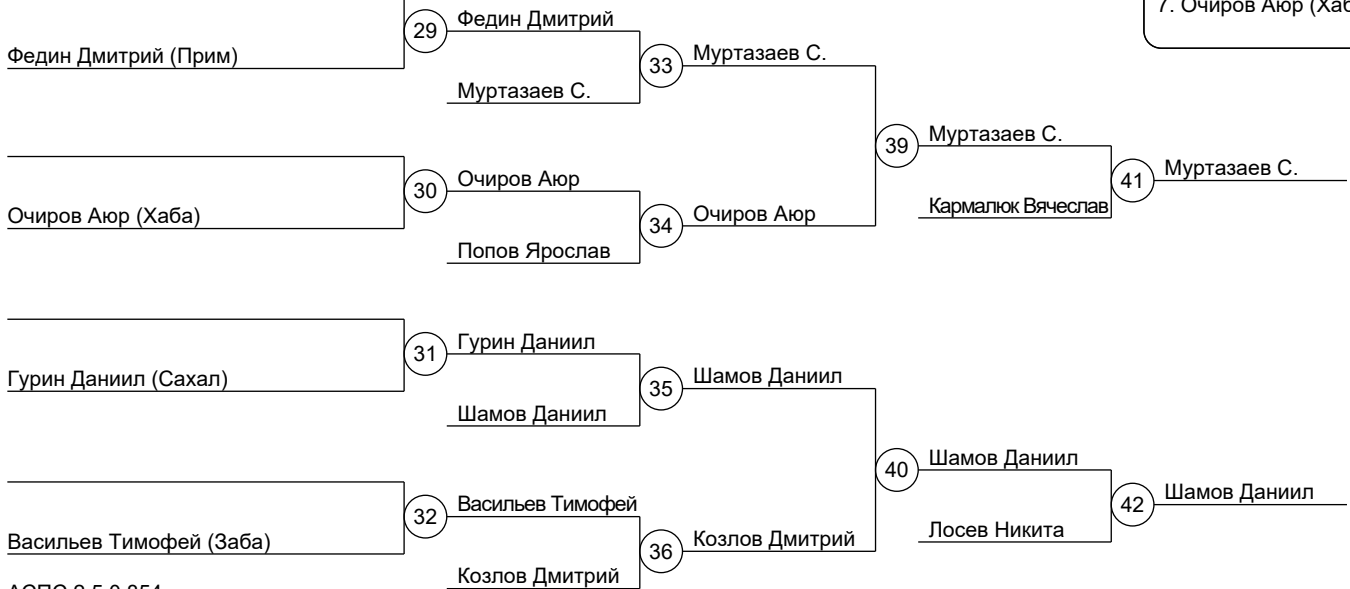 7. Очиров Аюр
29
Федин Дмитрий
Федин Дмитрий (Прим)
33
Муртазаев С.
Муртазаев С.
39
Муртазаев С.
30
Очиров Аюр
Очиров Аюр (Хаба)
41
Муртазаев С.
Кармалюк Вячеслав
34
Очиров Аюр
Попов Ярослав
31
Гурин Даниил
Гурин Даниил (Сахал)
35
Шамов Даниил
Шамов Даниил
40
Шамов Даниил
32
Васильев Тимофей
Васильев Тимофей (Заба)
42
Шамов Даниил
Лосев Никита
36
Козлов Дмитрий
Козлов Дмитрий